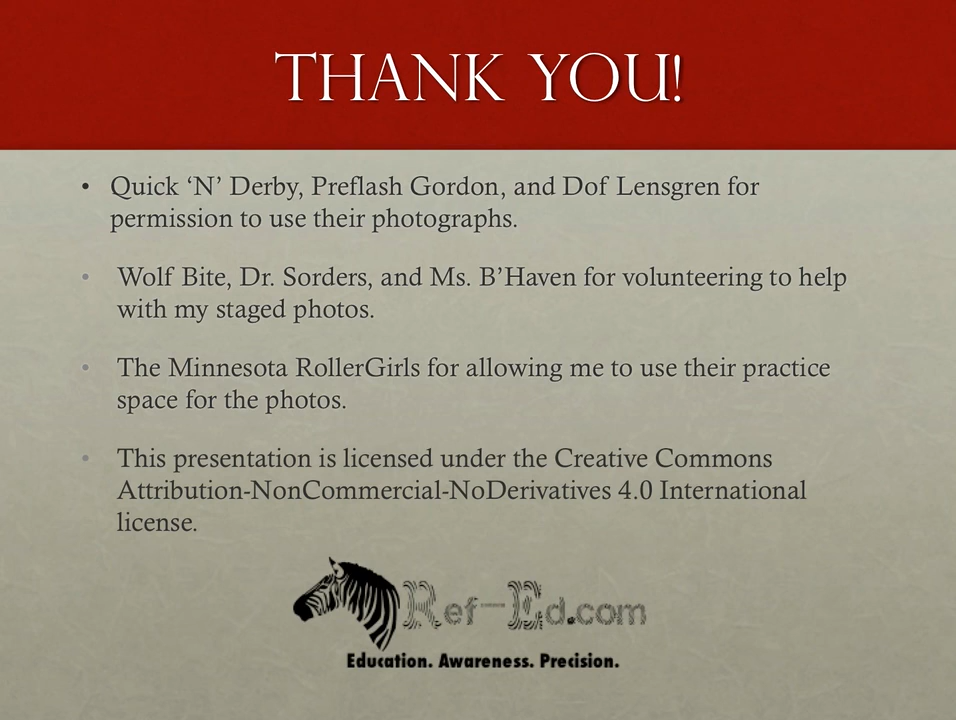 THANK YOU!
• Quick ‘N’ Derby, Preflash Gordon, and Dof Lensgren for
permission to use their photographs.
• Wolf Bite, Dr. Sorders, and Ms. B’Haven for volunteering to help
with my staged photos.
• The Minnesota RollerGirls for allowing me to use their practice
space for the photos.
• This presentation is licensed under the Creative Commons
Attribution-NonCommercial-NoDerivatives 4.0 International
license.
Ref-Ed.com
Education. Awareness. Precision.